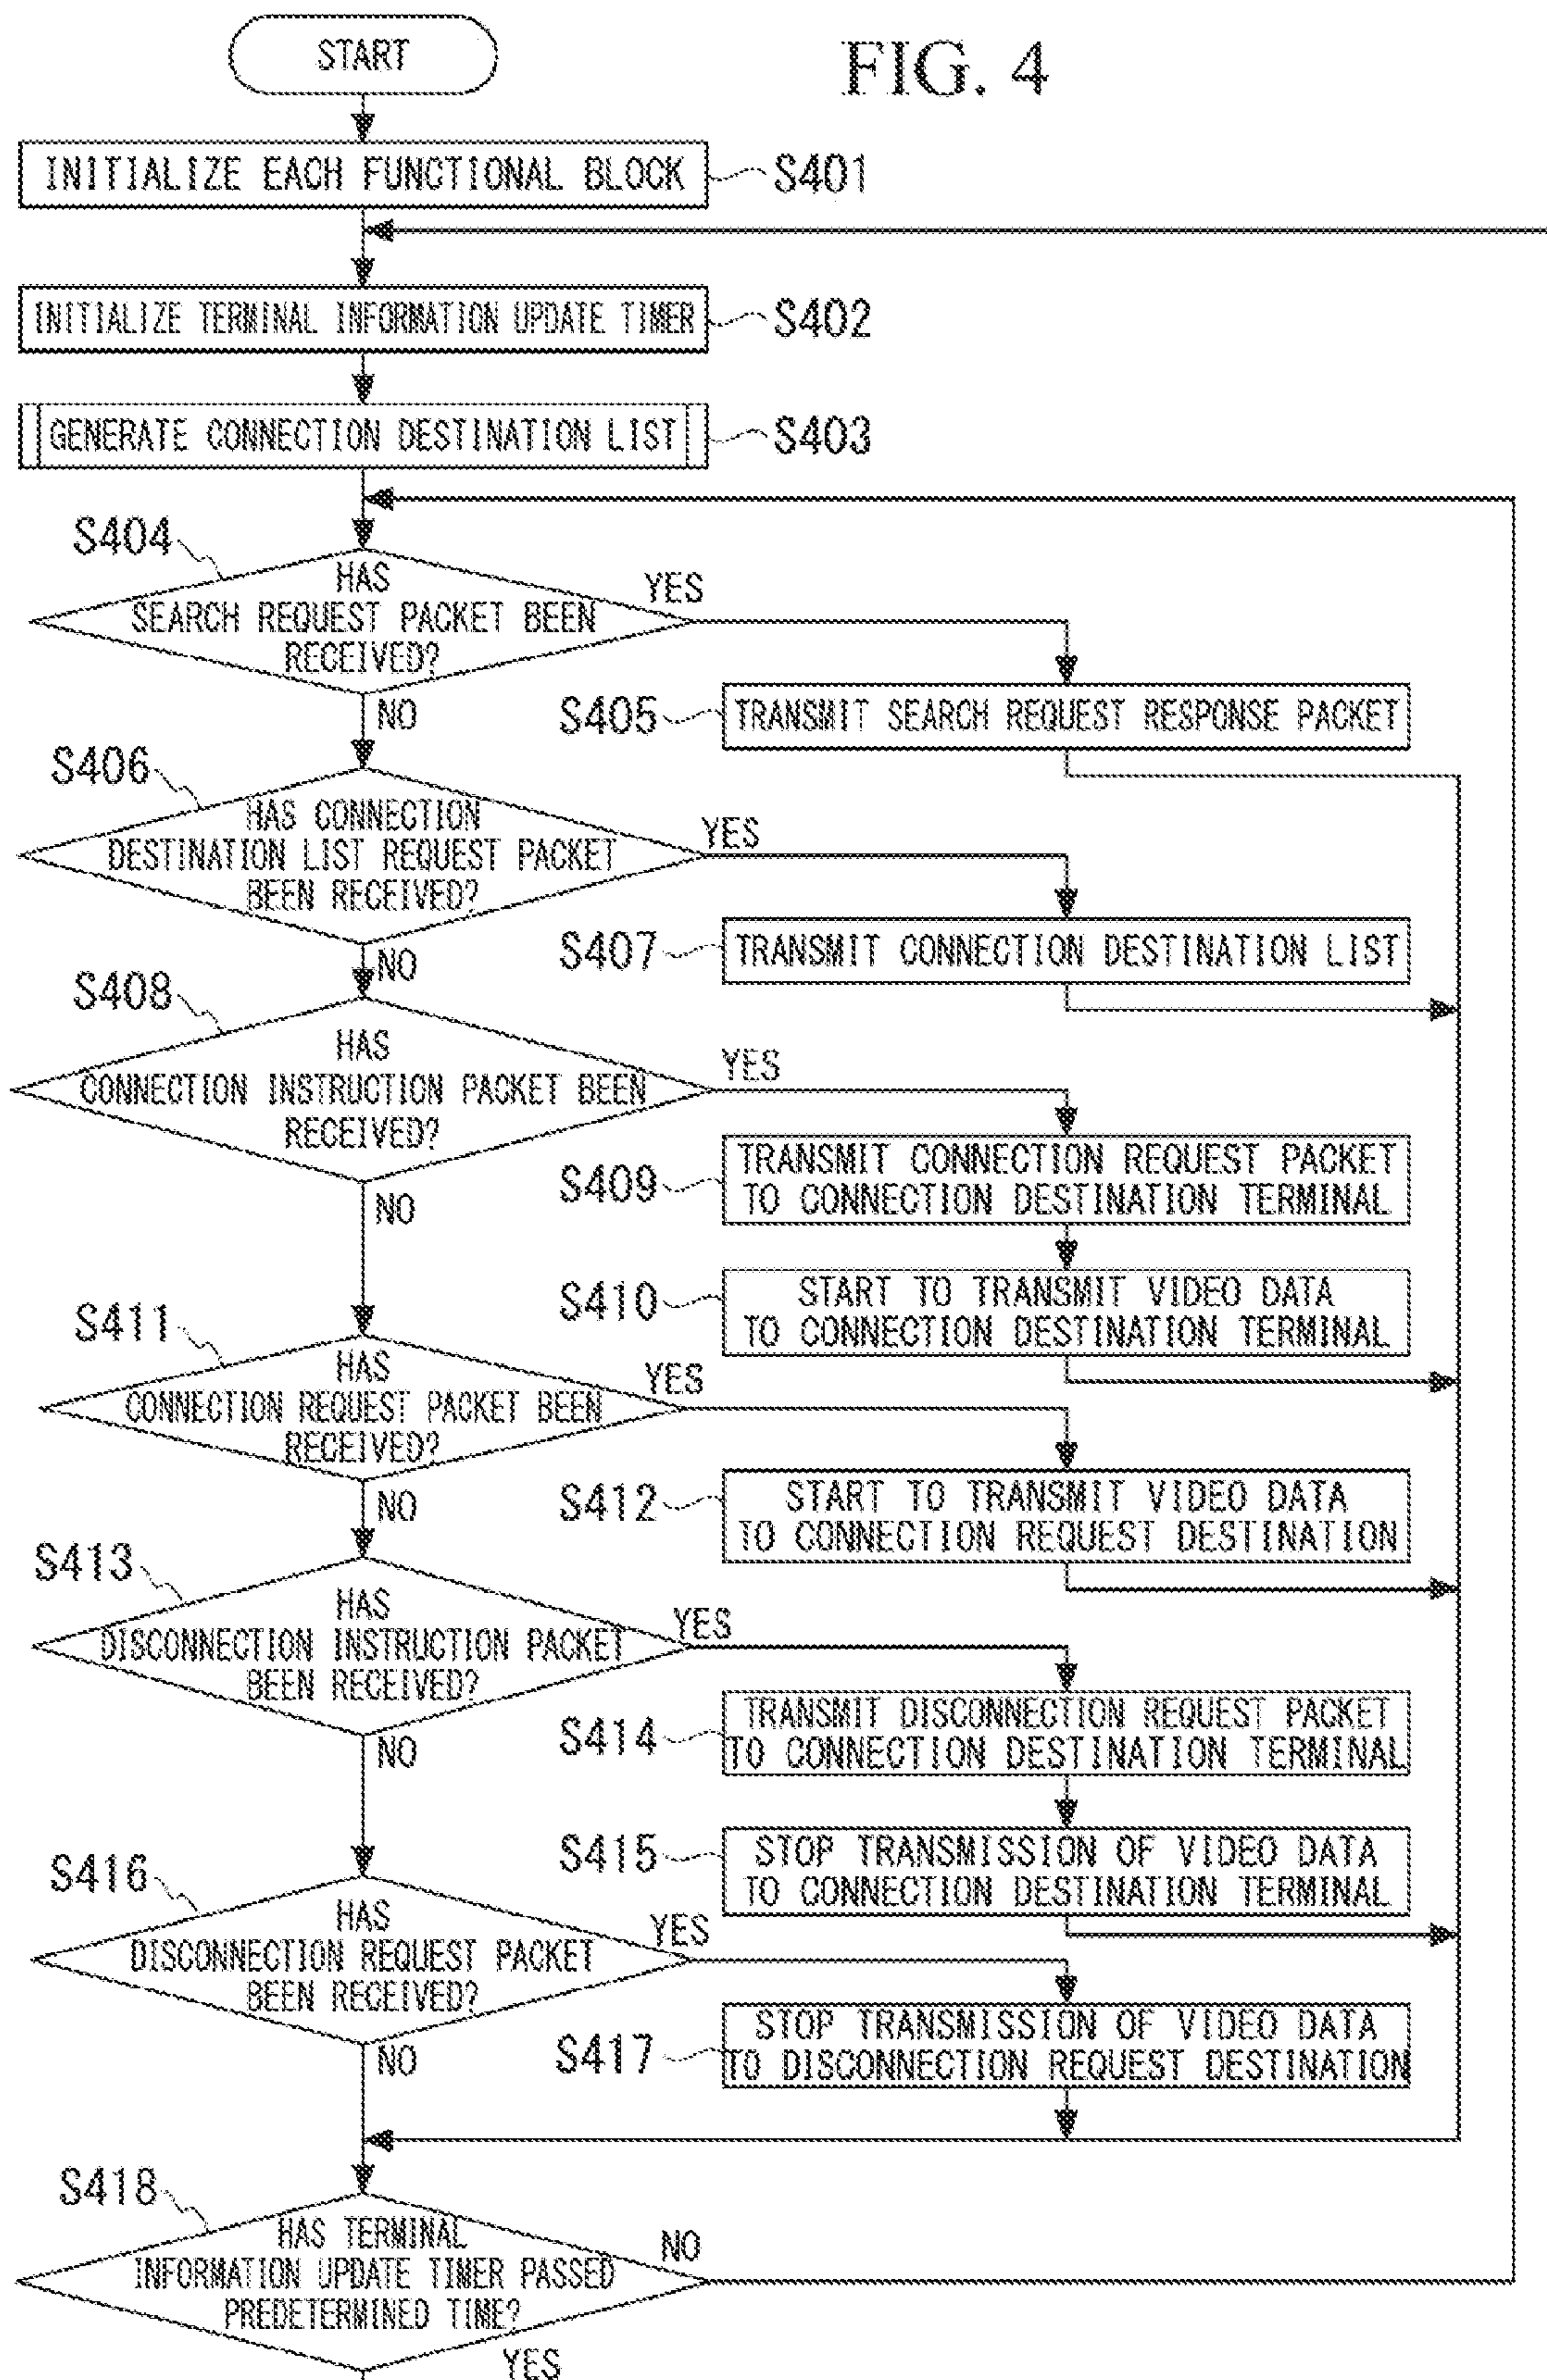 START
FIG. 4
INITIALIZE EACH FUNCTIONAL BLOCK
S401
INITIALIZE TERMINAL INFORMATION UPDATE TIMER
S402
GENERATE CONNECTION DESTINATION LIST
S403
S404
HAS
SEARCH REQUEST PACKET BEEN
RECEIVED?
YES
NO
S405
TRANSMIT SEARCH REQUEST RESPONSE PACKET
S406
HAS CONNECTION
DESTINATION LIST REQUEST PACKET
BEEN RECEIVED?
YES
NO
S407
TRANSMIT CONNECTION DESTINATION LIST
S408
HAS
CONNECTION INSTRUCTION PACKET BEEN
RECEIVED?
YES
NO
S409
TRANSMIT CONNECTION REQUEST PACKET
TO CONNECTION DESTINATION TERMINAL
S410
START TO TRANSMIT VIDEO DATA
TO CONNECTION DESTINATION TERMINAL
S411
HAS
CONNECTION REQUEST PACKET BEEN
RECEIVED?
YES
NO
S412
START TO TRANSMIT VIDEO DATA
TO CONNECTION REQUEST DESTINATION
S413
HAS
DISCONNECTION INSTRUCTION PACKET
BEEN RECEIVED?
YES
NO
S414
TRANSMIT DISCONNECTION REQUEST PACKET
TO CONNECTION DESTINATION TERMINAL
S415
STOP TRANSMISSION OF VIDEO DATA
TO CONNECTION DESTINATION TERMINAL
S416
HAS
DISCONNECTION REQUEST PACKET
BEEN RECEIVED?
YES
NO
S417
STOP TRANSMISSION OF VIDEO DATA
TO DISCONNECTION REQUEST DESTINATION
S418
HAS TERMINAL
INFORMATION UPDATE TIMER PASSED
PREDETERMINED TIME?
NO
YES